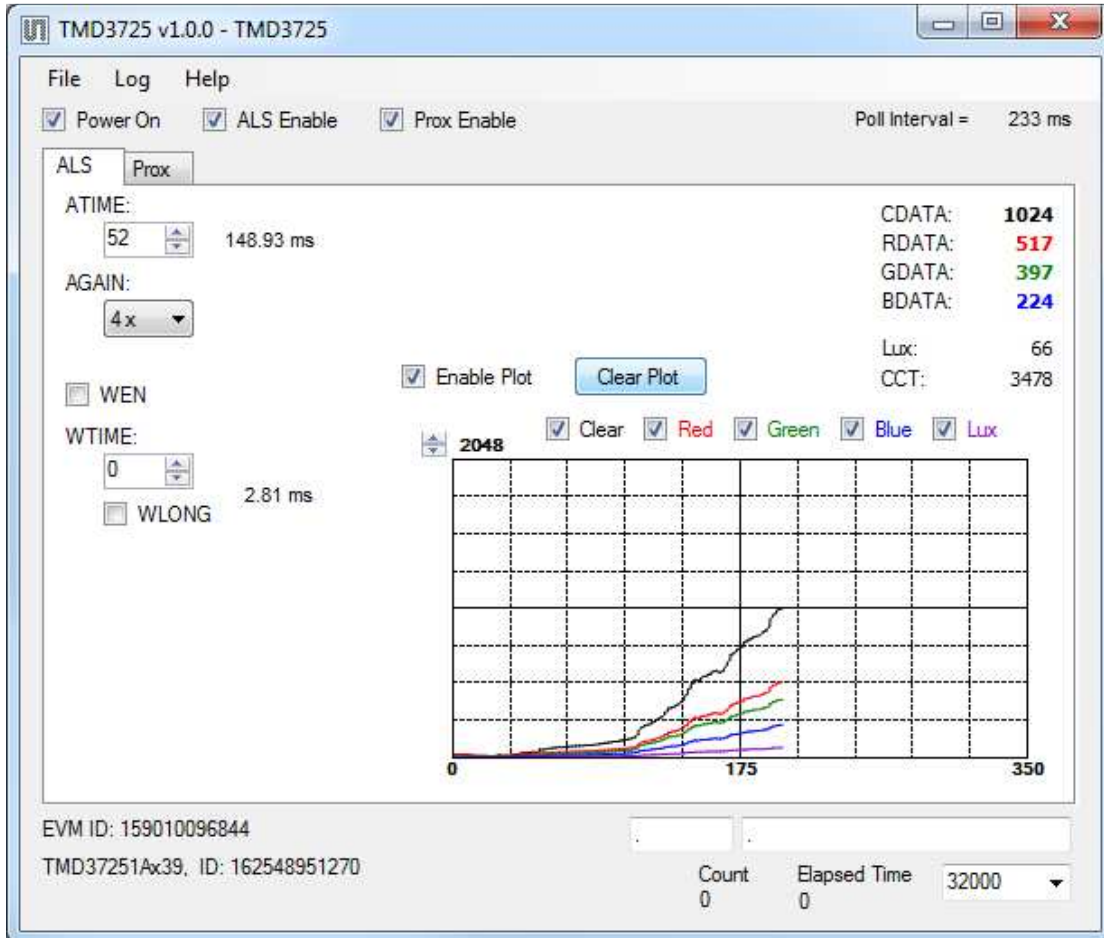 TMD3725 v1.0.0 - TMD3725
File Log Help
Power On ALS Enable Prox Enable Poll Interval = 233 ms
ALS Prox
ATIME:
52 148.93 ms
AGAIN:
4x
WEN
WTIME:
0 2.81 ms
WLONG
CDATA: 1024
RDATA: 517
GDATA: 397
BDATA: 224
Lux: 66
CCT: 3478
Enable Plot Clear Plot
Clear Red Green Blue Lux
2048
0 175 350
EVM ID: 159010096844
. .
TMD37251Ax39, ID: 162548951270
Count Elapsed Time 32000
0 0